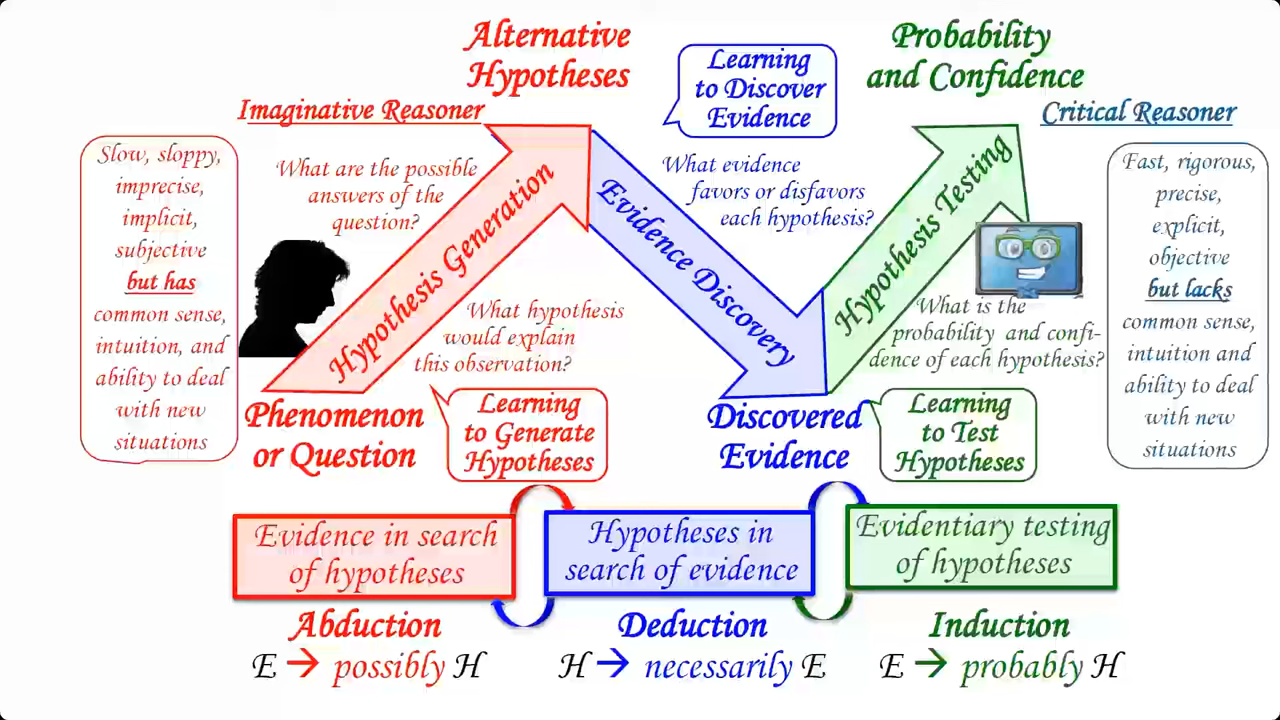 Alternative
Hypotheses
Learning
to Discover
Evidence
Probability
and Confidence
Imaginative Reasoner
Critical Reasoner
Slow, sloppy,
imprecise,
implicit,
subjective
but has
common sense,
intuition, and
ability to deal
with new
situations
What are the possible
answers of the
question?
Hypothesis Generation
What hypothesis
would explain
this observation?
Evidence Discovery
What evidence
favors or disfavors
each hypothesis?
Hypothesis Testing
What is the
probability and confi-
dence of each hypothesis?
Fast, rigorous,
precise,
explicit,
objective
but lacks
common sense,
intuition and
ability to deal
with new
situations
Phenomenon
or Question
Learning
to Generate
Hypotheses
Discovered
Evidence
Learning
to Test
Hypotheses
Evidence in search
of hypotheses
Hypotheses in
search of evidence
Evidentiary testing
of hypotheses
Abduction
E → possibly H
Deduction
H → necessarily E
Induction
E → probably H